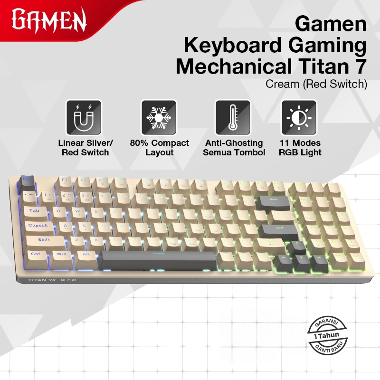 GAMEN
Gamen
Keyboard Gaming
Mechanical Titan 7
Cream (Red Switch)
Linear Silver/
Red Switch
80% Compact
Layout
Anti-Ghosting
Semua Tombol
11 Modes
RGB Light
GARANSI
1 Tahun